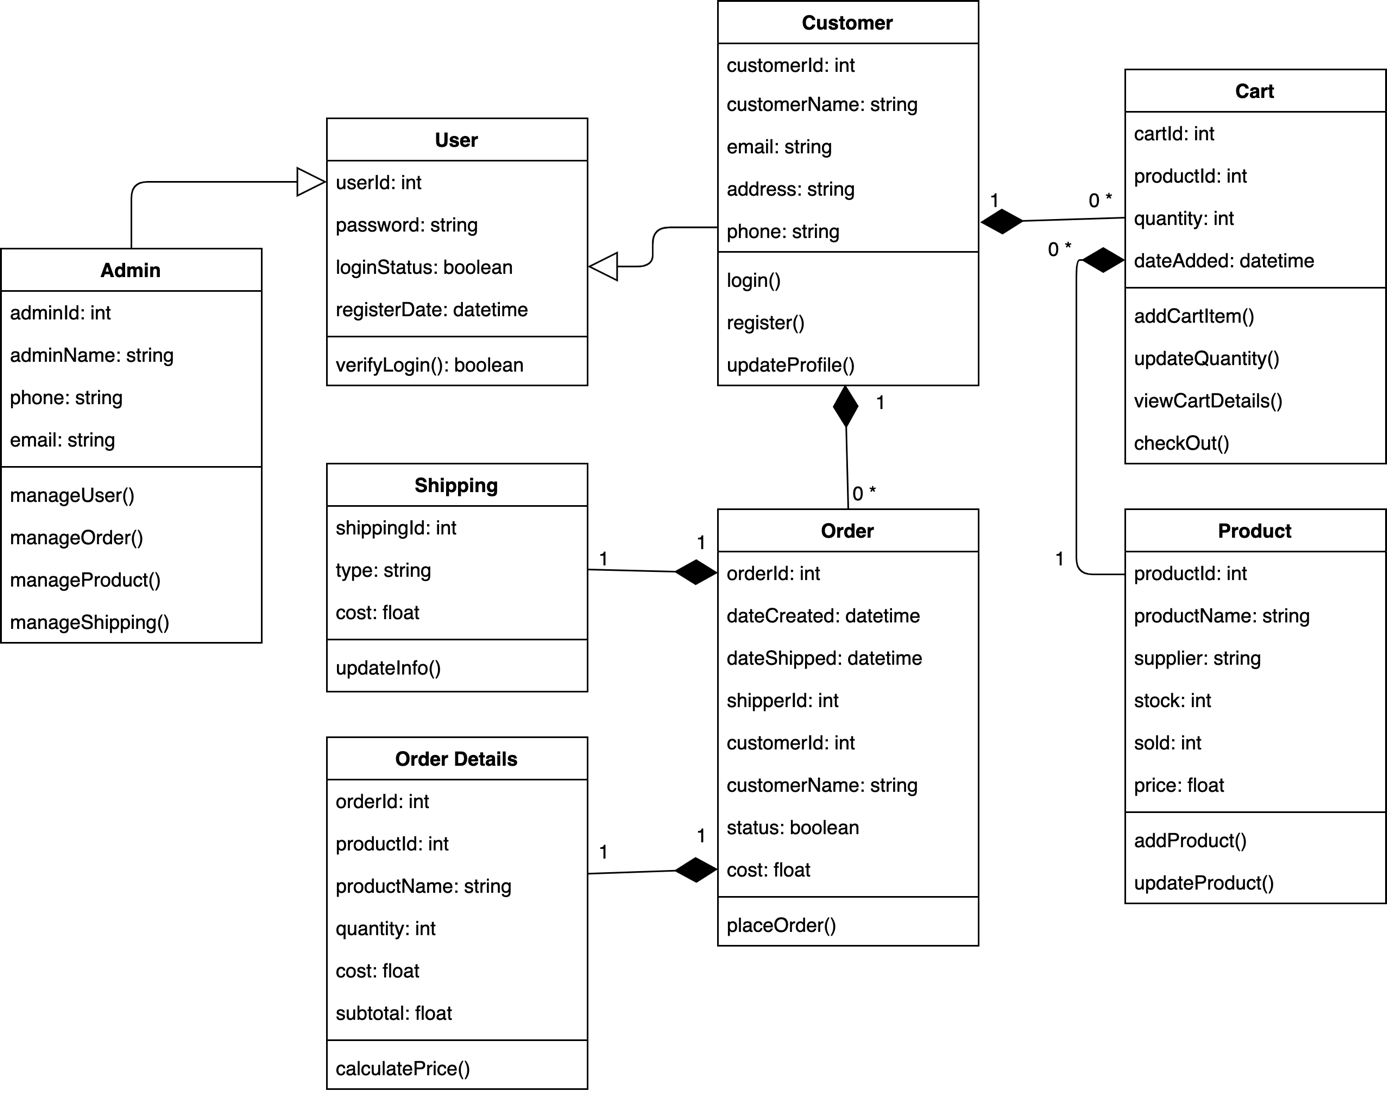 Customer
customerId: int
customerName: string
email: string
address: string
phone: string
login()
register()
updateProfile()
Cart
cartId: int
productId: int
quantity: int
dateAdded: datetime
addCartItem()
updateQuantity()
viewCartDetails()
checkOut()
User
userId: int
password: string
loginStatus: boolean
registerDate: datetime
verifyLogin(): boolean
Admin
adminId: int
adminName: string
phone: string
email: string
manageUser()
manageOrder()
manageProduct()
manageShipping()
1
0 *
0 *
1
1
0 *
Shipping
shippingId: int
type: string
cost: float
updateInfo()
1
1
Order
orderId: int
dateCreated: datetime
dateShipped: datetime
shipperId: int
customerId: int
customerName: string
status: boolean
cost: float
placeOrder()
Product
productId: int
productName: string
supplier: string
stock: int
sold: int
price: float
addProduct()
updateProduct()
Order Details
orderId: int
productId: int
productName: string
quantity: int
cost: float
subtotal: float
calculatePrice()
1
1